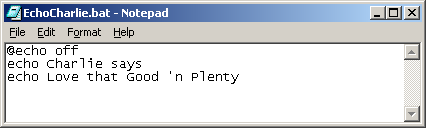 EchoCharlie.bat - Notepad
File Edit Format Help
@echo off
echo Charlie says
echo Love that Good 'n Plenty